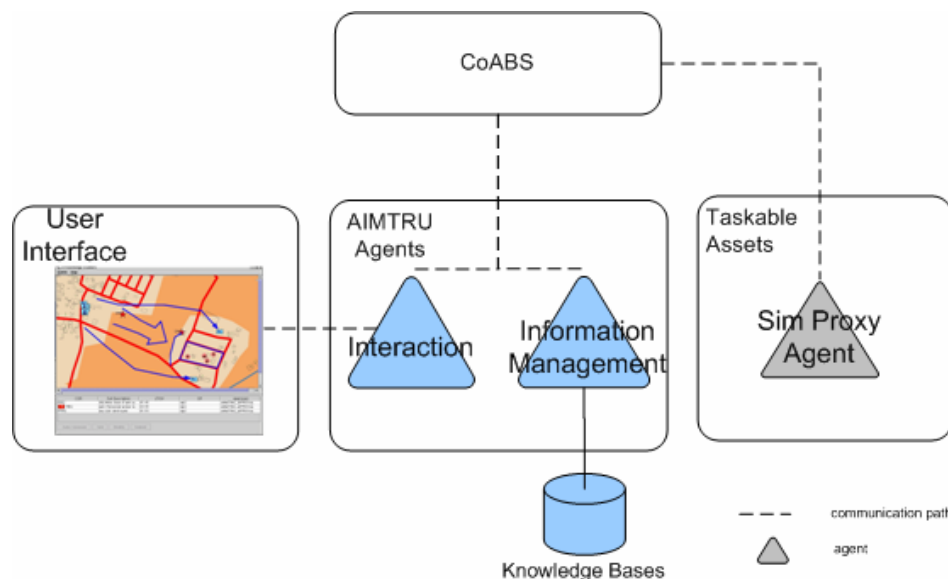 CoABS
User
Interface
AIMTRU
Agents
Taskable
Assets
Interaction
Information
Management
Sim Proxy
Agent
Knowledge Bases
communication path
agent